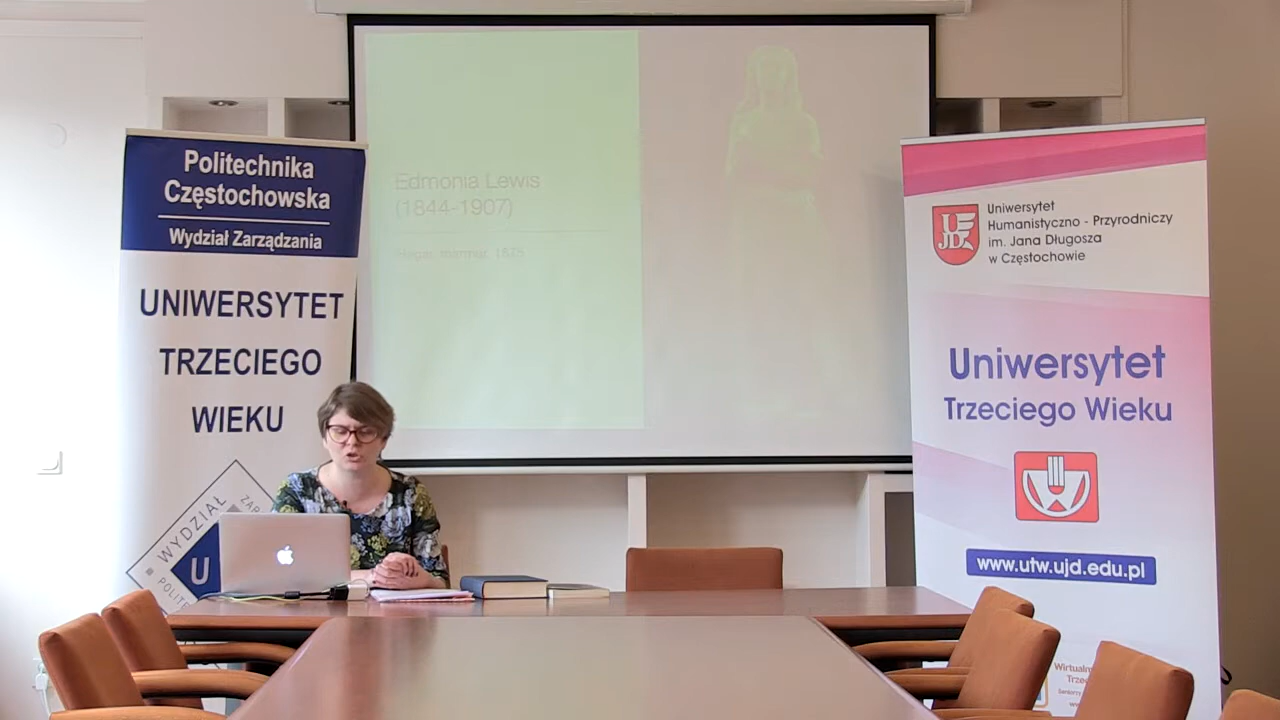 Politechnika
Częstochowska
Wydział Zarządzania
UNIWERSYTET
TRZECIEGO
WIEKU
WYDZIAŁ
U
Edmonia Lewis
(1844-1907)
Hagar, marmur, 1875
UJD
Uniwersytet
Humanistyczno - Przyrodniczy
im. Jana Długosza
w Częstochowie
Uniwersytet
Trzeciego Wieku
www.utw.ujd.edu.pl